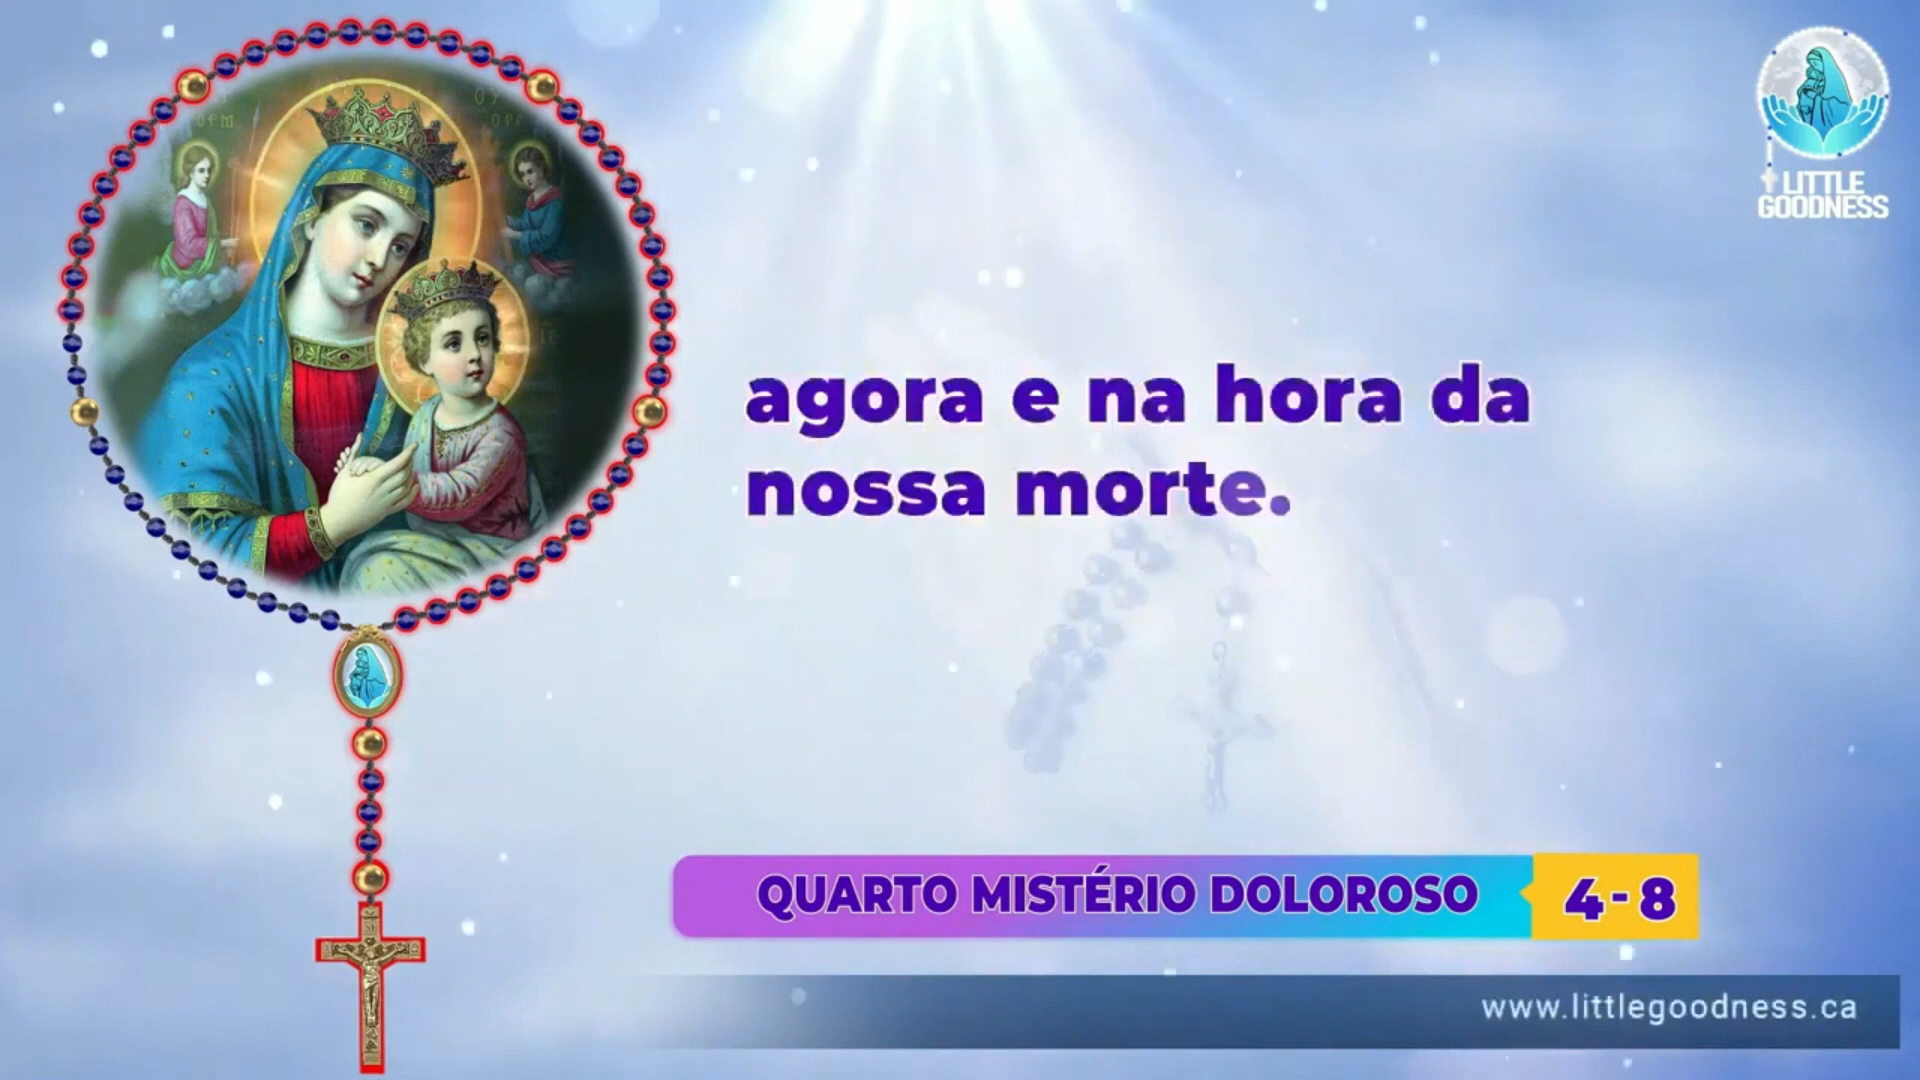 LITTLE
GOODNESS
agora e na hora da
nossa morte.
QUARTO MISTÉRIO DOLOROSO
4-8
www.littlegoodness.ca